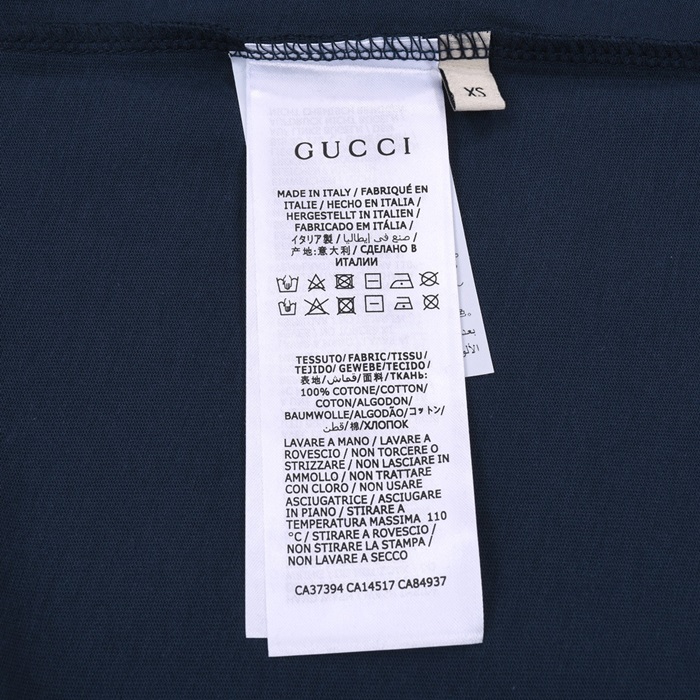 XS
GUCCI
MADE IN ITALY / FABRIQUÉ EN
ITALIE / HECHO EN ITALIA /
HERGESTELLT IN ITALIEN /
FABRICADO EM ITÁLIA /
イタリア製 / صنع في إيطاليا /
产地:意大利 / СДЕЛАНО В
ИТАЛИИ
TESSUTO/FABRIC/TISSU/
TEJIDO/ GEWEBE/TECIDO/
表地/قماش/面料/ТКАНЬ:
100% COTONE/COTTON/
COTON/ALGODON/
BAUMWOLLE/ALGODÃO/コットン/
قطن/棉/ХЛОПОК
LAVARE A MANO / LAVARE A
ROVESCIO / NON TORCERE O
STRIZZARE / NON LASCIARE IN
AMMOLLO / NON TRATTARE
CON CLORO / NON USARE
ASCIUGATRICE / ASCIUGARE
IN PIANO / STIRARE A
TEMPERATURA MASSIMA 110
°C / STIRARE A ROVESCIO /
NON STIRARE LA STAMPA /
NON LAVARE A SECCO
CA37394 CA14517 CA84937